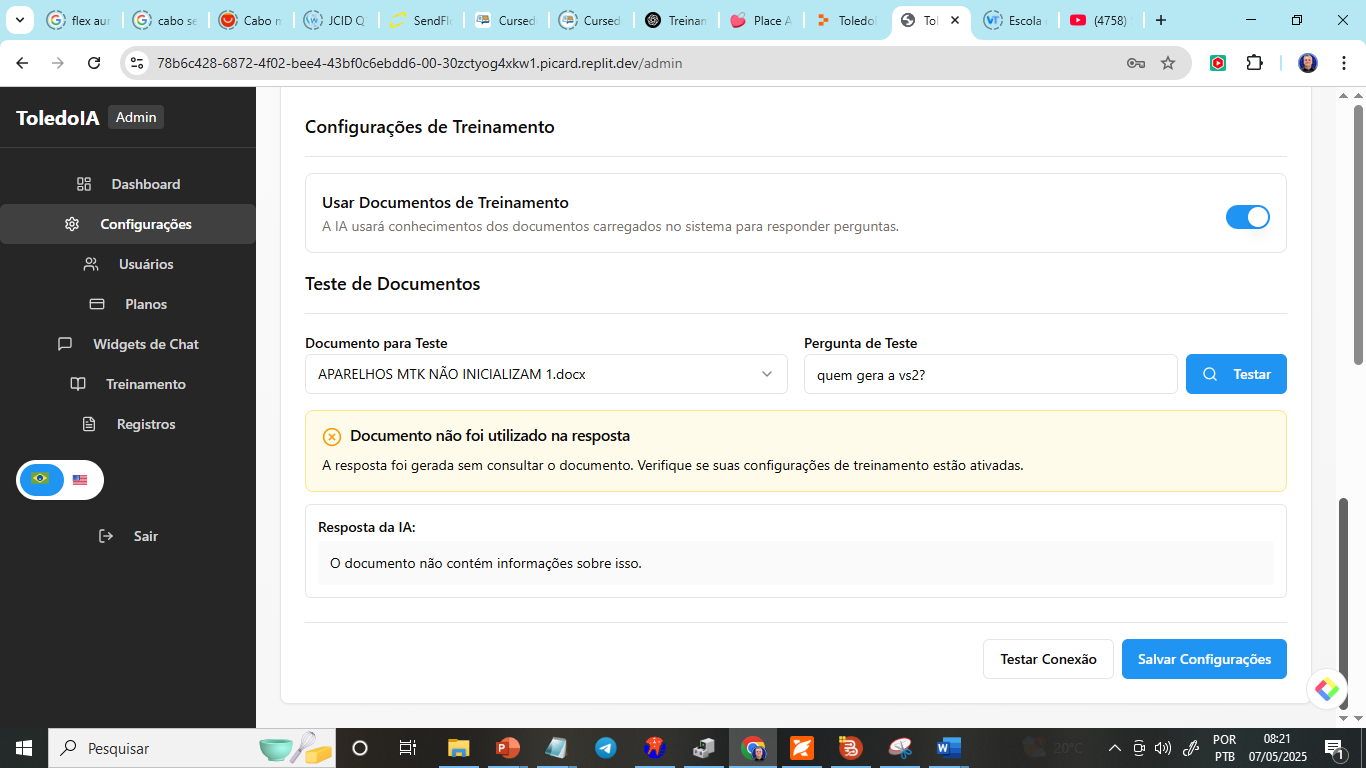 flex aur
cabo se
Cabo m
JCID Q
SendFl
Cursed
Cursed
Treinam
Place A
Toledo
Tol
Escola
(4758)
78b6c428-6872-4f02-bee4-43bf0c6ebdd6-00-30zctyog4xkw1.picard.replit.dev/admin
ToledoIA Admin
Dashboard
Configurações
Usuários
Planos
Widgets de Chat
Treinamento
Registros
Sair
Configurações de Treinamento
Usar Documentos de Treinamento
A IA usará conhecimentos dos documentos carregados no sistema para responder perguntas.
Teste de Documentos
Documento para Teste
APARELHOS MTK NÃO INICIALIZAM 1.docx
Pergunta de Teste
quem gera a vs2?
Testar
Documento não foi utilizado na resposta
A resposta foi gerada sem consultar o documento. Verifique se suas configurações de treinamento estão ativadas.
Resposta da IA:
O documento não contém informações sobre isso.
Testar Conexão
Salvar Configurações
Pesquisar
20°C
POR
PTB
08:21
07/05/2025
1